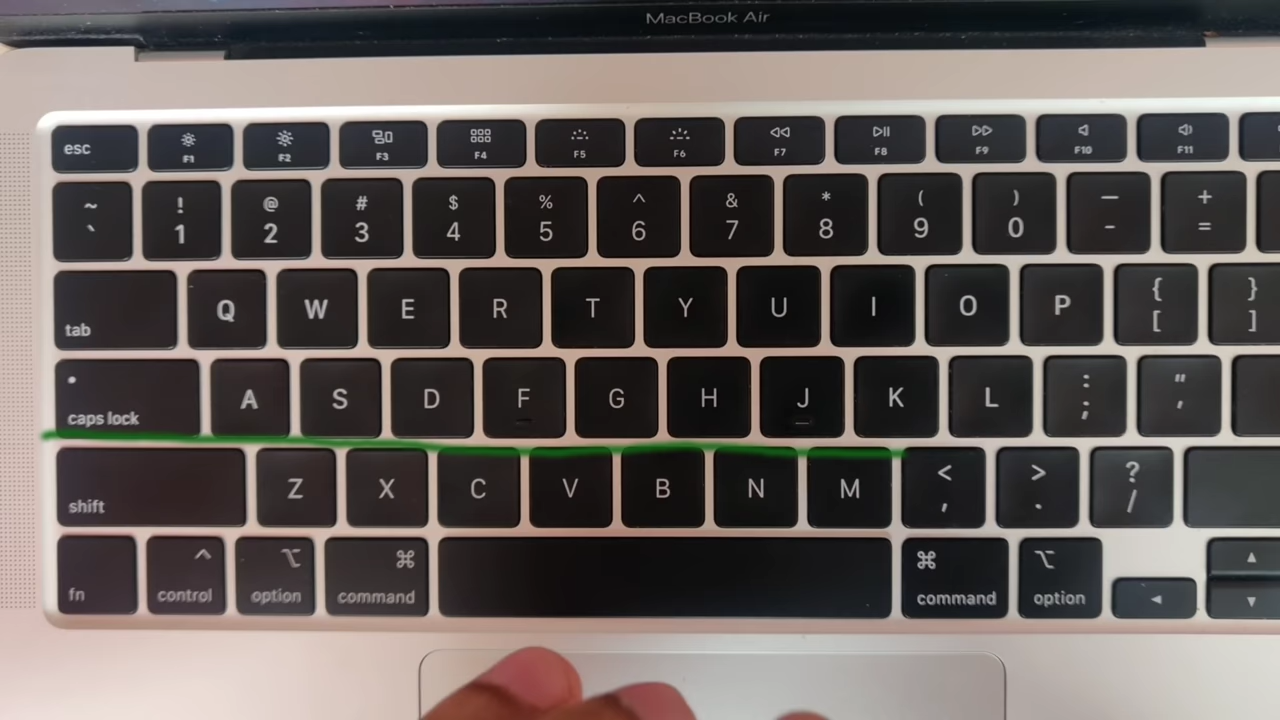 MacBook Air
esc F1 F2 F3 F4 F5 F6 F7 F8 F9 F10 F11
~ ! @ # $ % ^ & * ( ) — +
` 1 2 3 4 5 6 7 8 9 0 - =
tab Q W E R T Y U I O P { [ } ]
caps lock A S D F G H J K L : ; " '
shift Z X C V B N M < , > . ? /
fn control option command command option